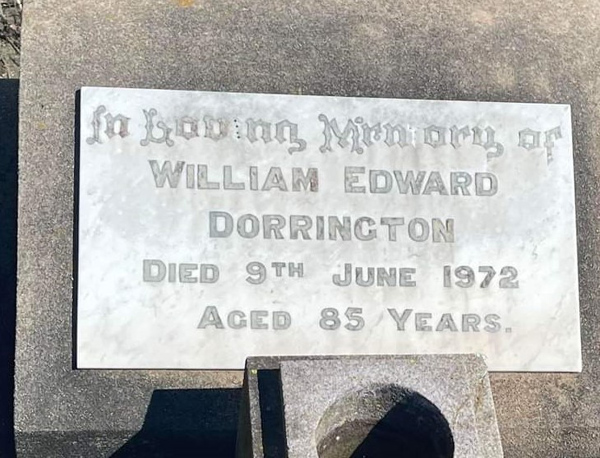 In Loving Memory of
WILLIAM EDWARD
DORRINGTON
DIED 9TH JUNE 1972
AGED 85 YEARS.